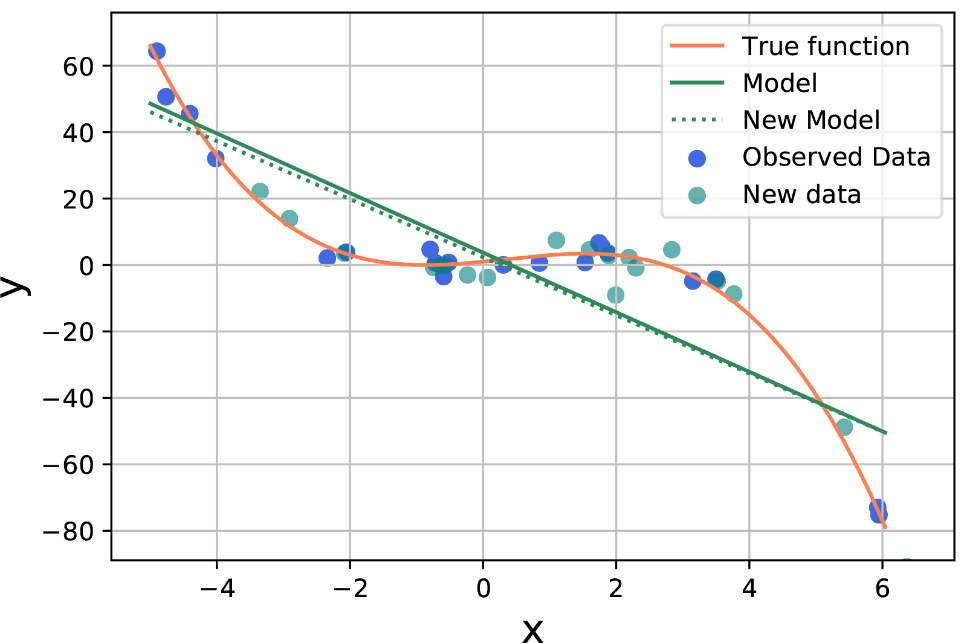 True function
Model
New Model
Observed Data
New data
60
40
20
0
−20
−40
−60
−80
y
−4
−2
0
2
4
6
x